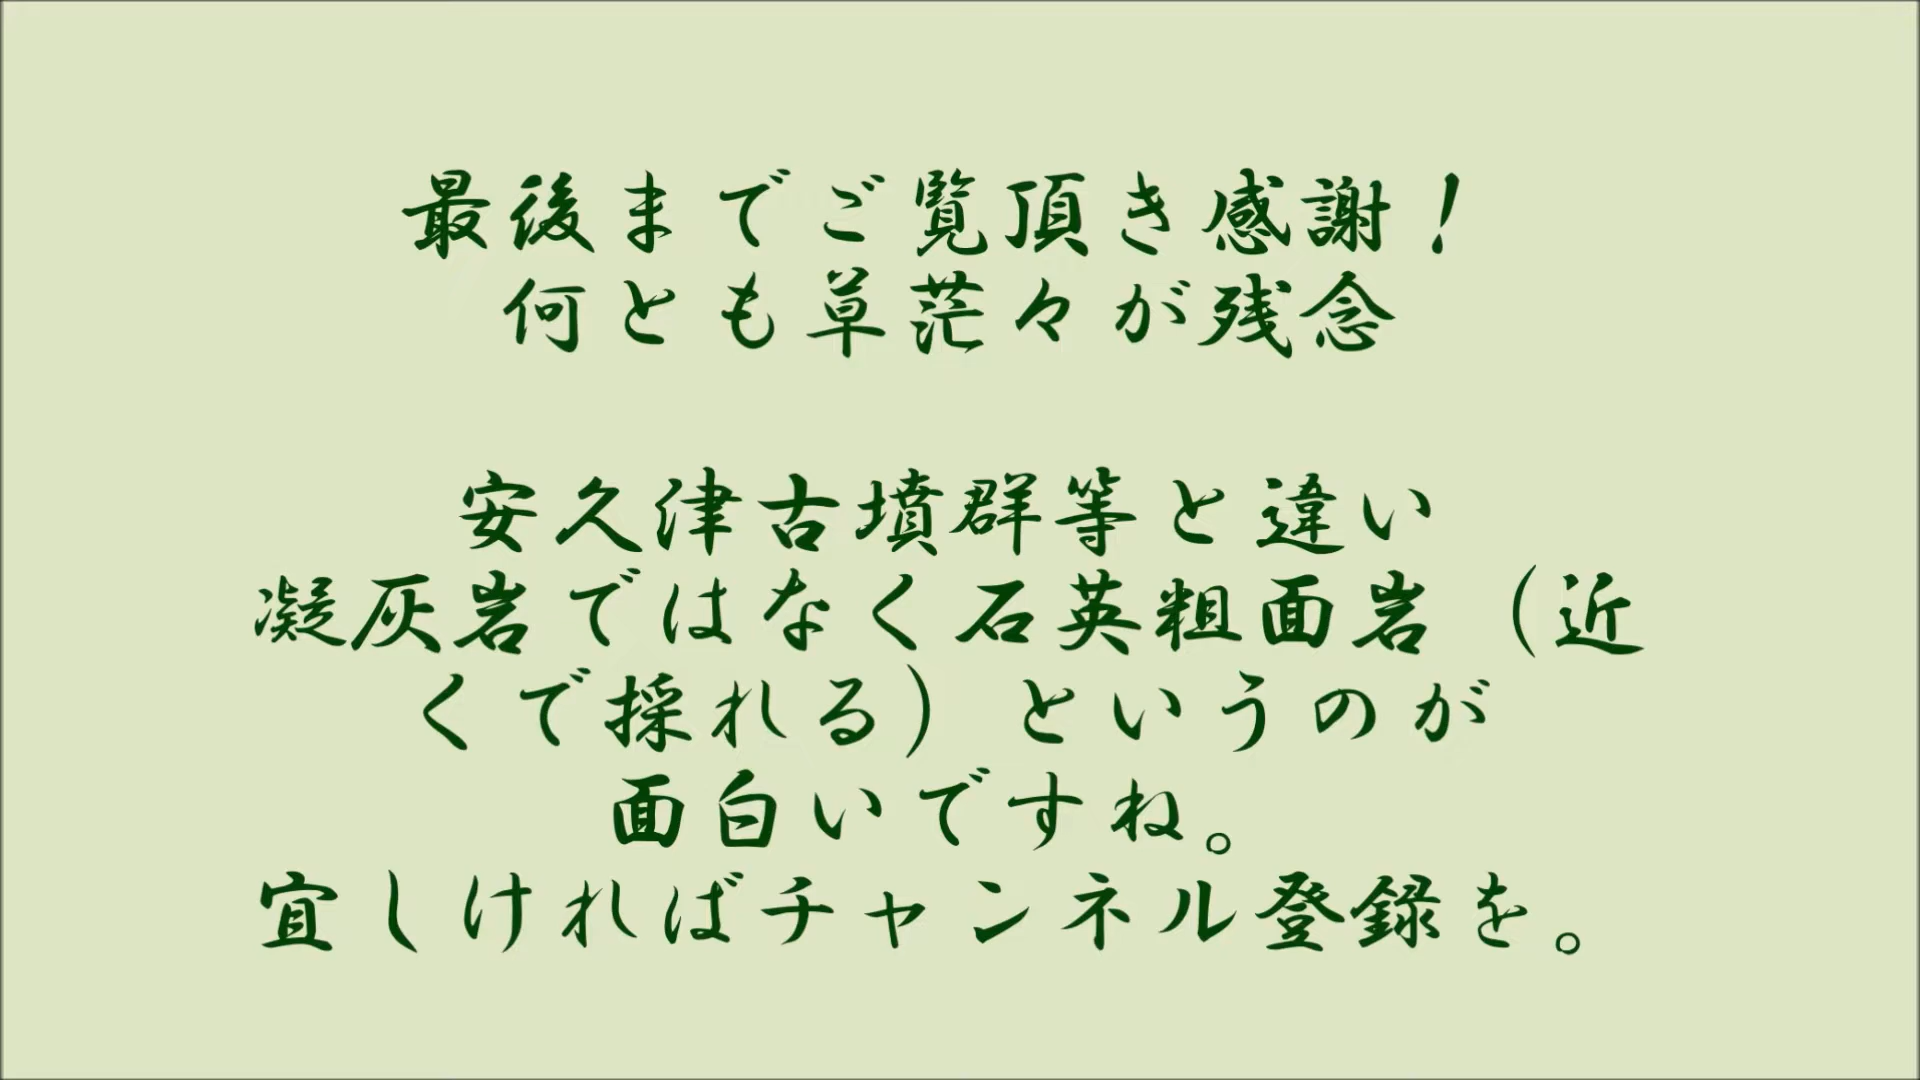 最後までご覧頂き感謝！
何とも草茫々が残念
安久津古墳群等と違い
凝灰岩ではなく石英粗面岩（近
くで採れる）というのが
面白いですね。
宜しければチャンネル登録を。